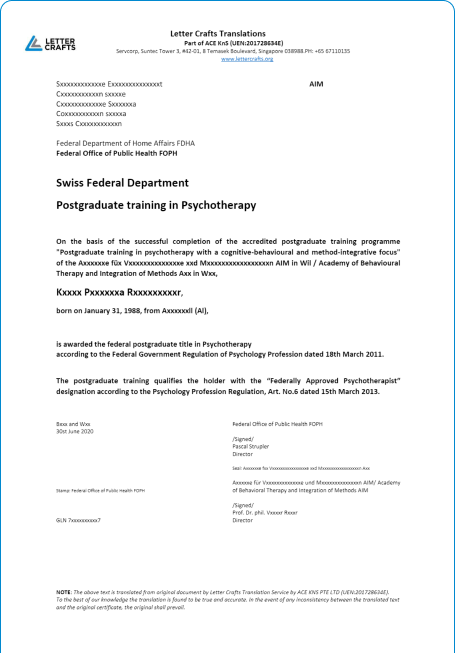 LETTER
CRAFTS
Letter Crafts Translations
Part of ACE KnS (UEN:201728634E)
Servcorp, Suntec Tower 3, #42-01, 8 Temasek Boulevard, Singapore 038988.PH: +65 67110135
www.lettercrafts.org
Sxxxxxxxxxxxxe Exxxxxxxxxxxxxxt AIM
Cxxxxxxxxxxn sxxxxe
Cxxxxxxxxxxxe Sxxxxxxa
Coxxxxxxxxxxn sxxxxa
Sxxxs Cxxxxxxxxxxn
Federal Department of Home Affairs FDHA
Federal Office of Public Health FOPH
Swiss Federal Department
Postgraduate training in Psychotherapy
On the basis of the successful completion of the accredited postgraduate training programme
"Postgraduate training in psychotherapy with a cognitive-behavioural and method-integrative focus"
of the Axxxxxxe füx Vxxxxxxxxxxxxxxe xxd Mxxxxxxxxxxxxxxxxxxn AIM in Wil / Academy of Behavioural
Therapy and Integration of Methods Axx in Wxx,
Kxxxx Pxxxxxxa Rxxxxxxxxxr,
born on January 31, 1988, from Axxxxxxll (AI),
is awarded the federal postgraduate title in Psychotherapy
according to the Federal Government Regulation of Psychology Profession dated 18th March 2011.
The postgraduate training qualifies the holder with the “Federally Approved Psychotherapist”
designation according to the Psychology Profession Regulation, Art. No.6 dated 15th March 2013.
Bxxx and Wxx
30st June 2020
Federal Office of Public Health FOPH
/Signed/
Pascal Strupler
Director
Seal: Axxxxxxe fxx Vxxxxxxxxxxxxxxxe xxd Mxxxxxxxxxxxxxxxxxn Axx
Stamp: Federal Office of Public Health FOPH
Axxxxxe für Vxxxxxxxxxxxxxxe und Mxxxxxxxxxxxxxxn AIM/ Academy
of Behavioral Therapy and Integration of Methods AIM
/Signed/
Prof. Dr. phil. Vxxxxr Rxxxr
Director
GLN 7xxxxxxxxxx7
NOTE: The above text is translated from original document by Letter Crafts Translation Service by ACE KNS PTE LTD (UEN:201728634E).
To the best of our knowledge the translation is found to be true and accurate. In the event of any inconsistency between the translated text
and the original certificate, the original shall prevail.